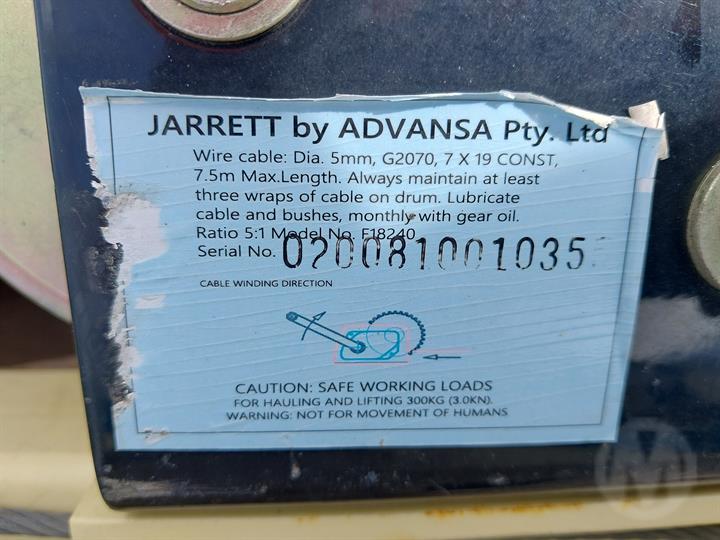 JARRETT by ADVANSA Pty. Ltd
Wire cable: Dia. 5mm, G2070, 7 X 19 CONST,
7.5m Max.Length. Always maintain at least
three wraps of cable on drum. Lubricate
cable and bushes, monthly with gear oil.
Ratio 5:1 Model No. F18240
Serial No. 020081001035
CABLE WINDING DIRECTION
CAUTION: SAFE WORKING LOADS
FOR HAULING AND LIFTING 300KG (3.0KN).
WARNING: NOT FOR MOVEMENT OF HUMANS
M